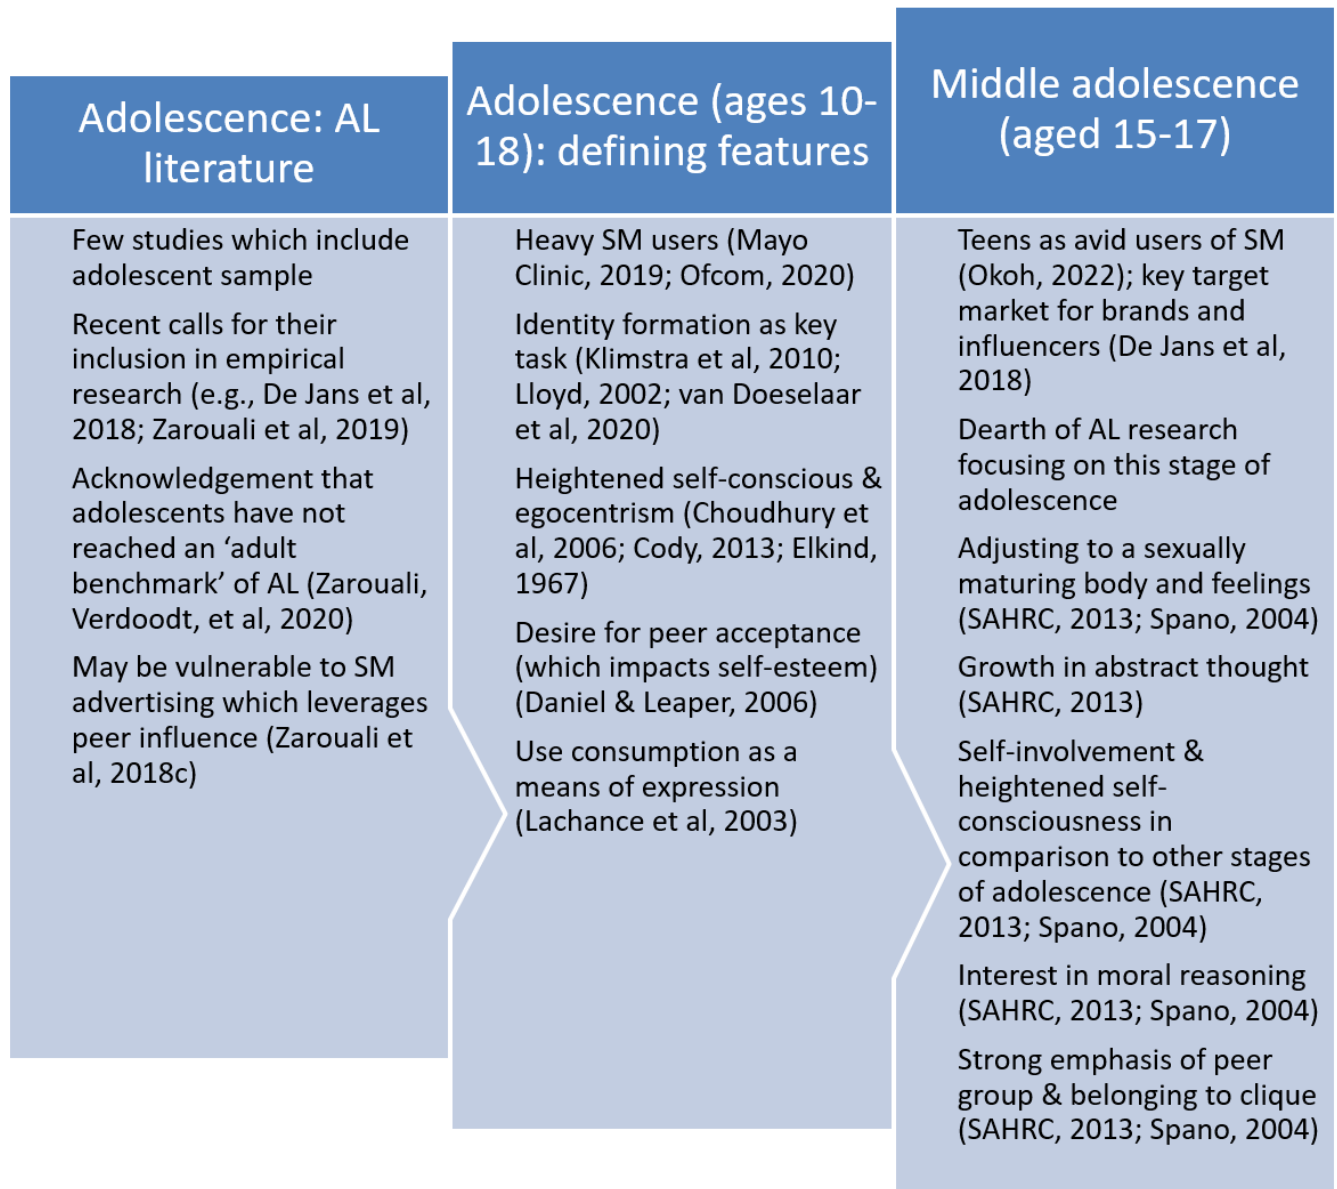 Adolescence: AL
literature
Few studies which include
adolescent sample
Recent calls for their
inclusion in empirical
research (e.g., De Jans et al,
2018; Zarouali et al, 2019)
Acknowledgement that
adolescents have not
reached an ‘adult
benchmark’ of AL (Zarouali,
Verdoodt, et al, 2020)
May be vulnerable to SM
advertising which leverages
peer influence (Zarouali et
al, 2018c)
Adolescence (ages 10-
18): defining features
Heavy SM users (Mayo
Clinic, 2019; Ofcom, 2020)
Identity formation as key
task (Klimstra et al, 2010;
Lloyd, 2002; van Doeselaar
et al, 2020)
Heightened self-conscious &
egocentrism (Choudhury et
al, 2006; Cody, 2013; Elkind,
1967)
Desire for peer acceptance
(which impacts self-esteem)
(Daniel & Leaper, 2006)
Use consumption as a
means of expression
(Lachance et al, 2003)
Middle adolescence
(aged 15-17)
Teens as avid users of SM
(Okoh, 2022); key target
market for brands and
influencers (De Jans et al,
2018)
Dearth of AL research
focusing on this stage of
adolescence
Adjusting to a sexually
maturing body and feelings
(SAHRC, 2013; Spano, 2004)
Growth in abstract thought
(SAHRC, 2013)
Self-involvement &
heightened self-
consciousness in
comparison to other stages
of adolescence (SAHRC,
2013; Spano, 2004)
Interest in moral reasoning
(SAHRC, 2013; Spano, 2004)
Strong emphasis of peer
group & belonging to clique
(SAHRC, 2013; Spano, 2004)